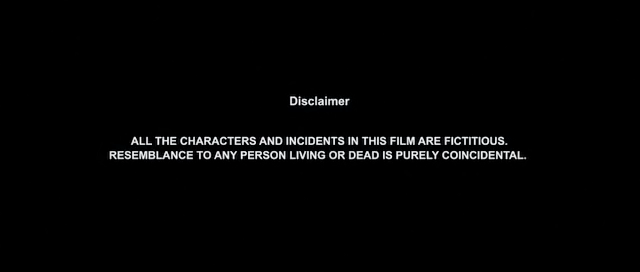 Disclaimer
ALL THE CHARACTERS AND INCIDENTS IN THIS FILM ARE FICTITIOUS.
RESEMBLANCE TO ANY PERSON LIVING OR DEAD IS PURELY COINCIDENTAL.